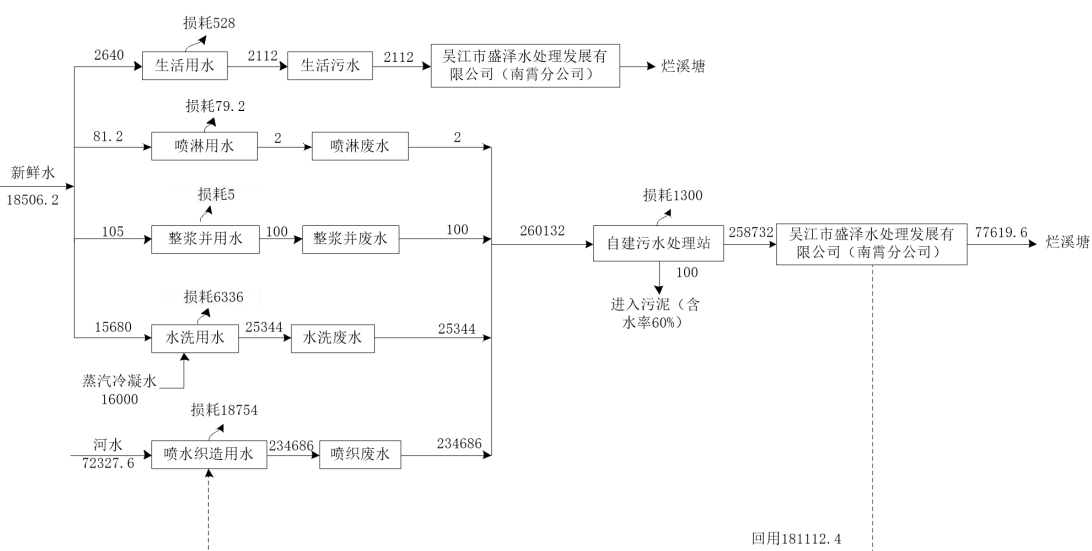 损耗528
2640
生活用水
2112
生活污水
2112
吴江市盛泽水处理发展有
限公司（南霄分公司）
烂溪塘
损耗79.2
81.2
喷淋用水
2
喷淋废水
2
新鲜水
18506.2
损耗5
105
整浆并用水
100
整浆并废水
100
260132
损耗1300
自建污水处理站
258732
吴江市盛泽水处理发展有
限公司（南霄分公司）
77619.6
烂溪塘
100
进入污泥（含
水率60%）
损耗6336
15680
水洗用水
25344
水洗废水
25344
蒸汽冷凝水
16000
损耗18754
河水
72327.6
喷水织造用水
234686
喷织废水
234686
回用181112.4